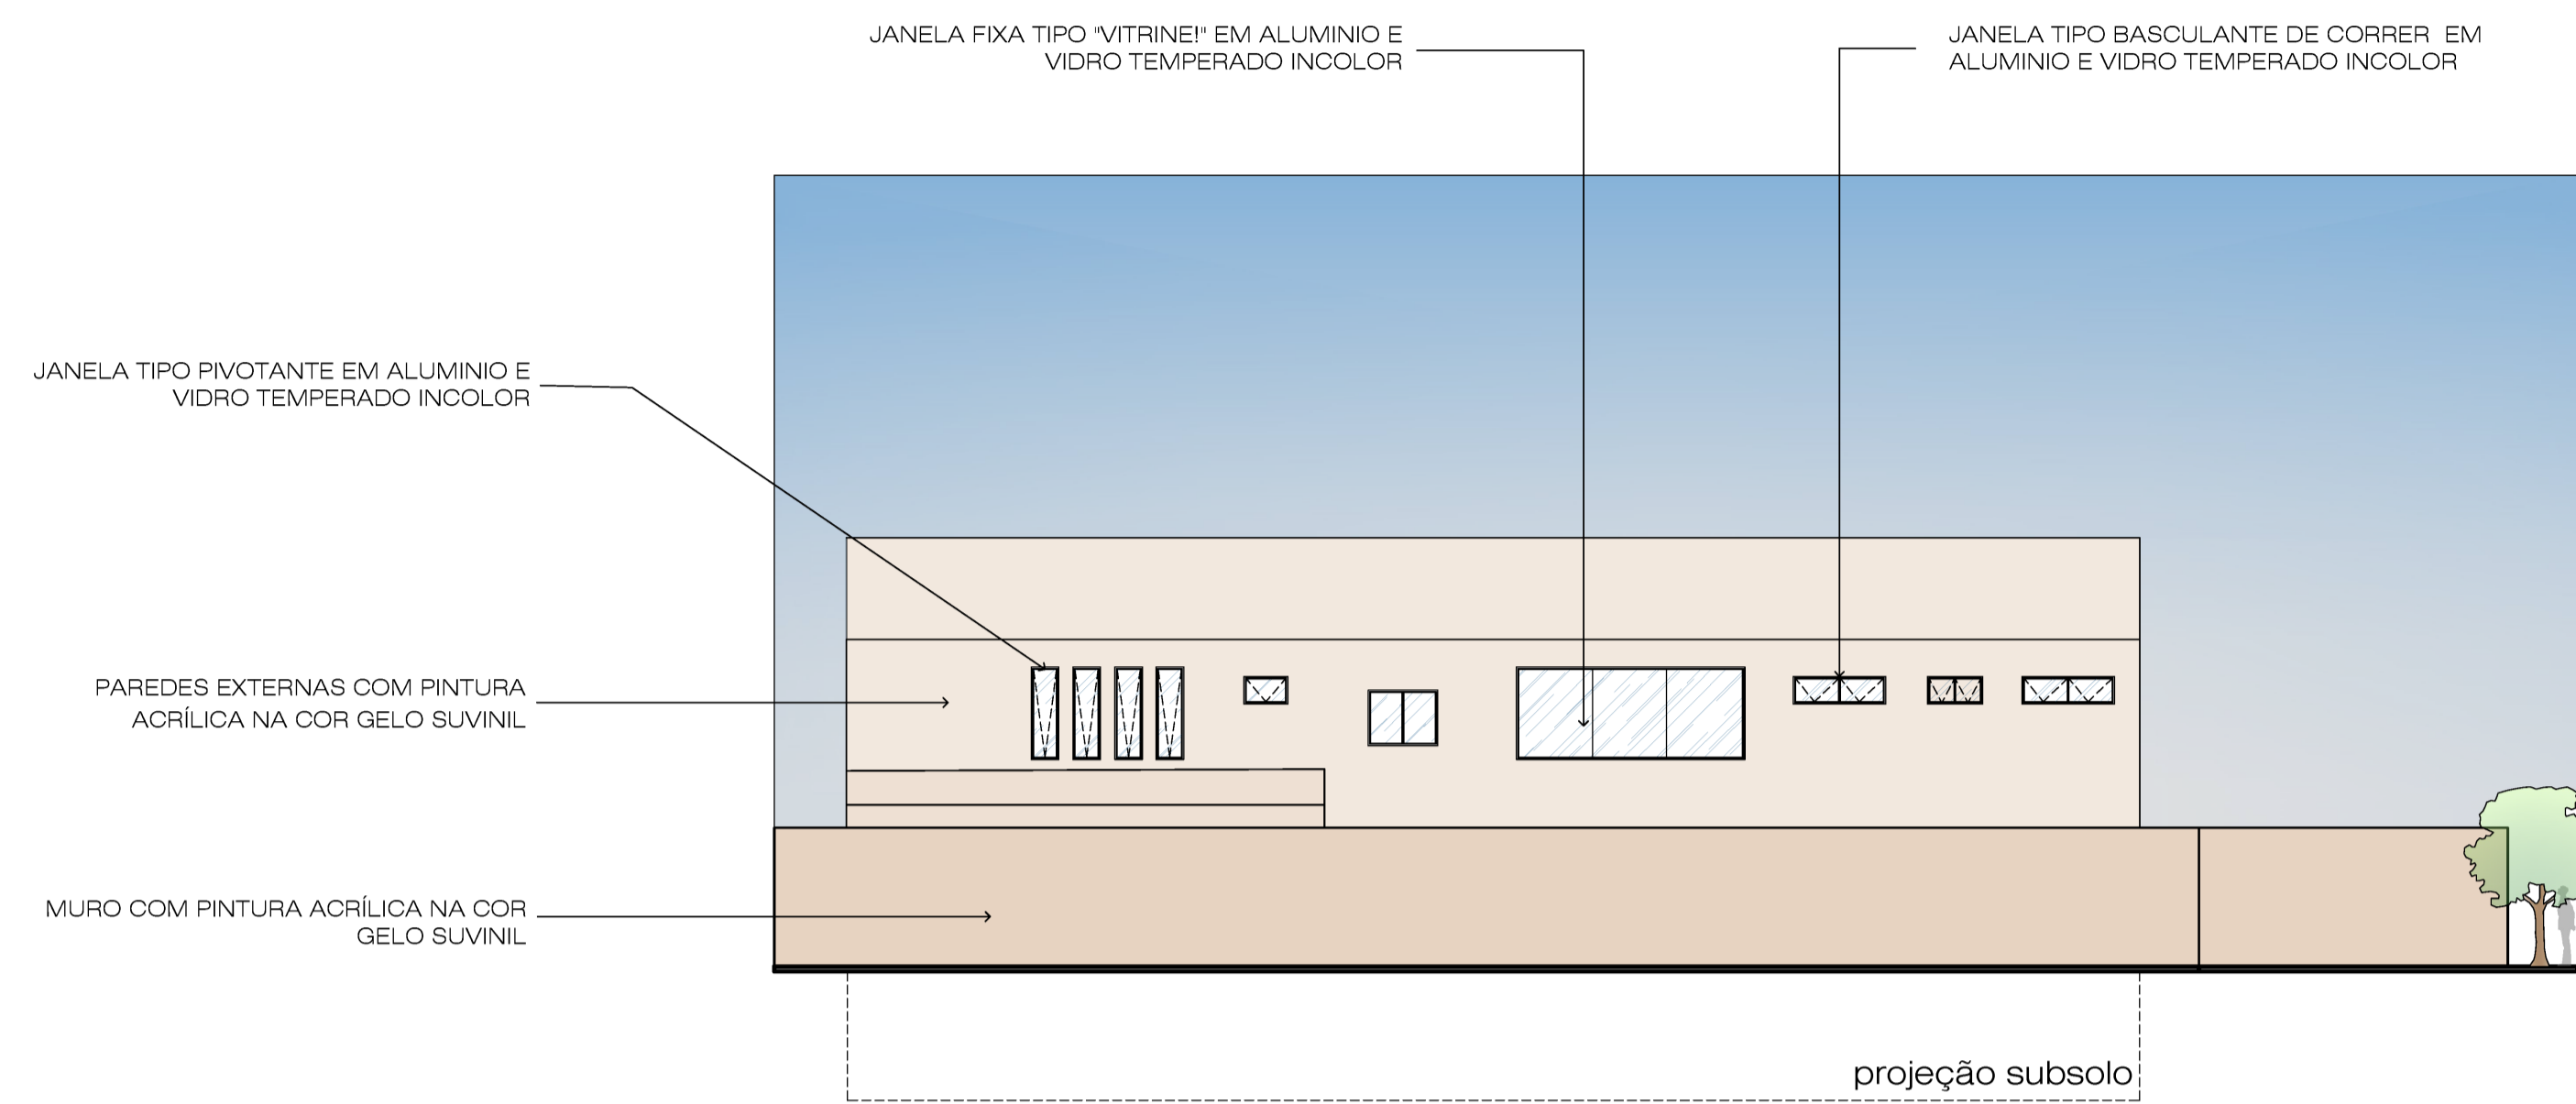 JANELA FIXA TIPO "VITRINE!" EM ALUMINIO E
VIDRO TEMPERADO INCOLOR
JANELA TIPO BASCULANTE DE CORRER EM
ALUMINIO E VIDRO TEMPERADO INCOLOR
JANELA TIPO PIVOTANTE EM ALUMINIO E
VIDRO TEMPERADO INCOLOR
PAREDES EXTERNAS COM PINTURA
ACRÍLICA NA COR GELO SUVINIL
MURO COM PINTURA ACRÍLICA NA COR
GELO SUVINIL
projeção subsolo